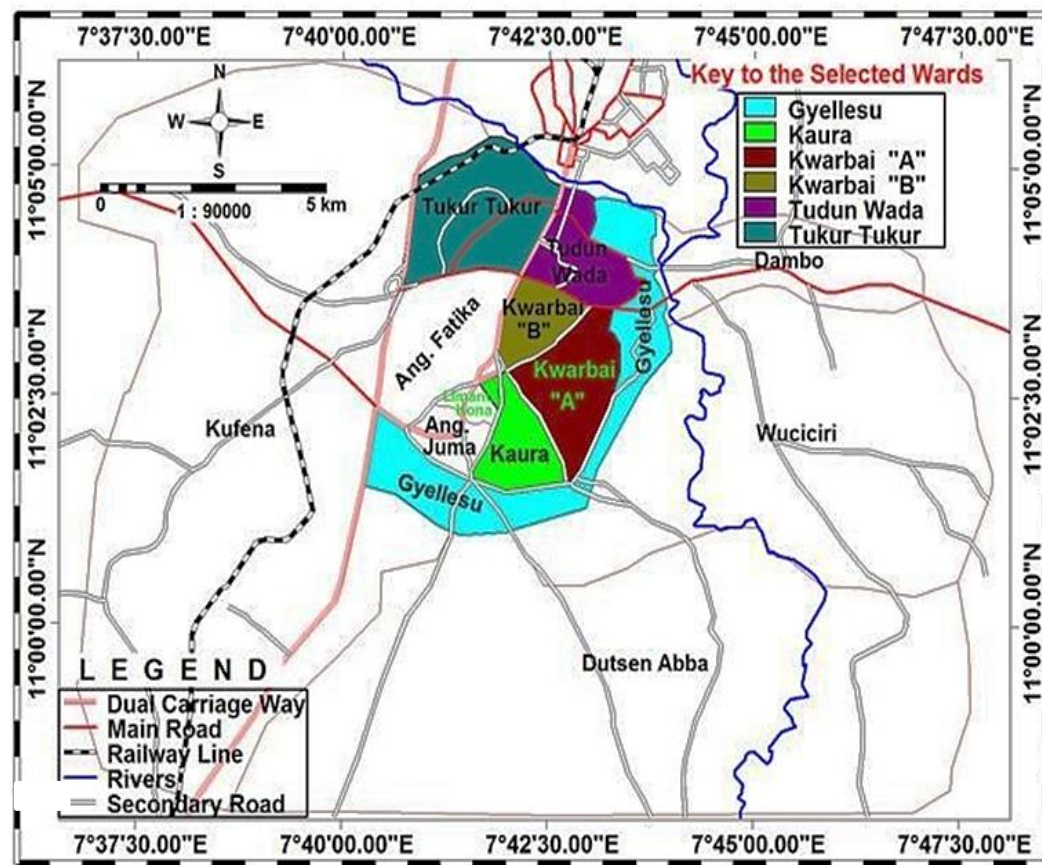 7°37'30.00"E
7°40'00.00"E
7°42'30.00"E
7°45'00.00"E
7°47'30.00"E
Key to the Selected Wards
Gyellesu
Kaura
Kwarbai "A"
Kwarbai "B"
Tudun Wada
Tukur Tukur
N
W
E
S
0
1 : 90000
5 km
11°05'00.00"N
11°02'30.00"N
11°00'00.00"N
11°05'00.00"N
11°02'30.00"N
11°00'00.00"N
Tukur Tukur
Tudun
Wada
Dambo
Kwarbai
"B"
Gyellesu
Ang. Fatika
Kwarbai
"A"
Limanc
Kona
Ang.
Juma
Kufena
Wuciciri
Kaura
Gyellesu
Dutsen Abba
L E G E N D
Dual Carriage Way
Main Road
Railway Line
Rivers
Secondary Road
7°37'30.00"E
7°40'00.00"E
7°42'30.00"E
7°45'00.00"E
7°47'30.00"E